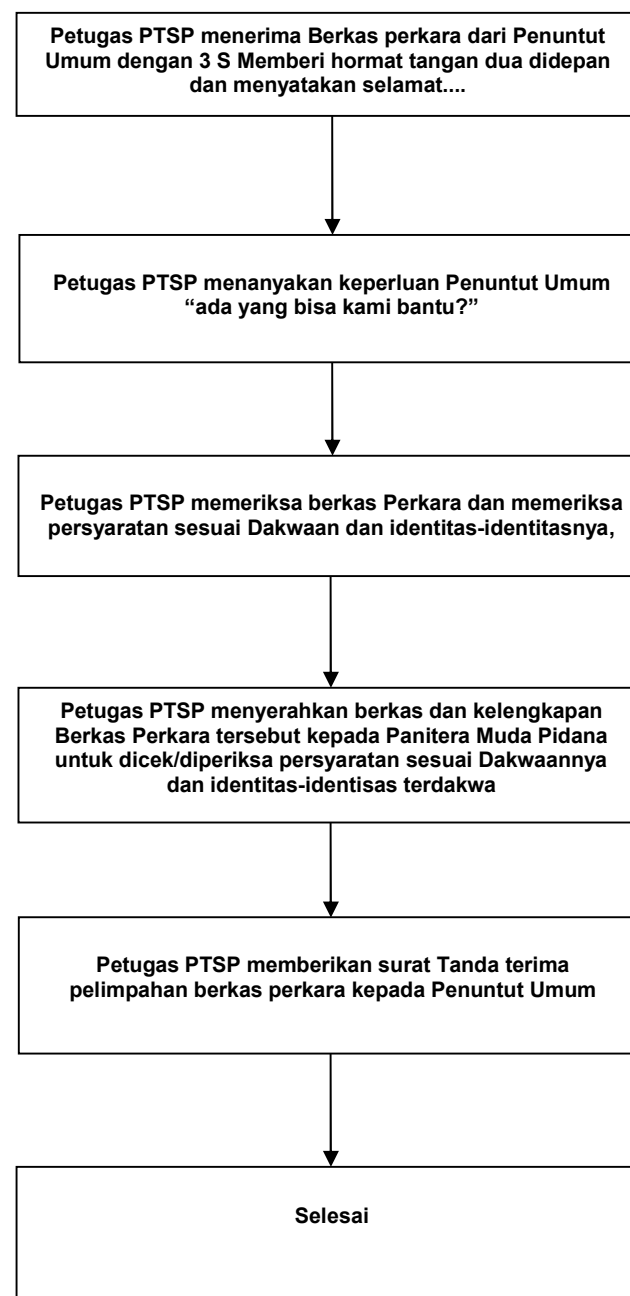 Petugas PTSP menerima Berkas perkara dari Penuntut
Umum dengan 3 S Memberi hormat tangan dua didepan
dan menyatakan selamat....
Petugas PTSP menanyakan keperluan Penuntut Umum
“ada yang bisa kami bantu?”
Petugas PTSP memeriksa berkas Perkara dan memeriksa
persyaratan sesuai Dakwaan dan identitas-identitasnya,
Petugas PTSP menyerahkan berkas dan kelengkapan
Berkas Perkara tersebut kepada Panitera Muda Pidana
untuk dicek/diperiksa persyaratan sesuai Dakwaannya
dan identitas-identisas terdakwa
Petugas PTSP memberikan surat Tanda terima
pelimpahan berkas perkara kepada Penuntut Umum
Selesai